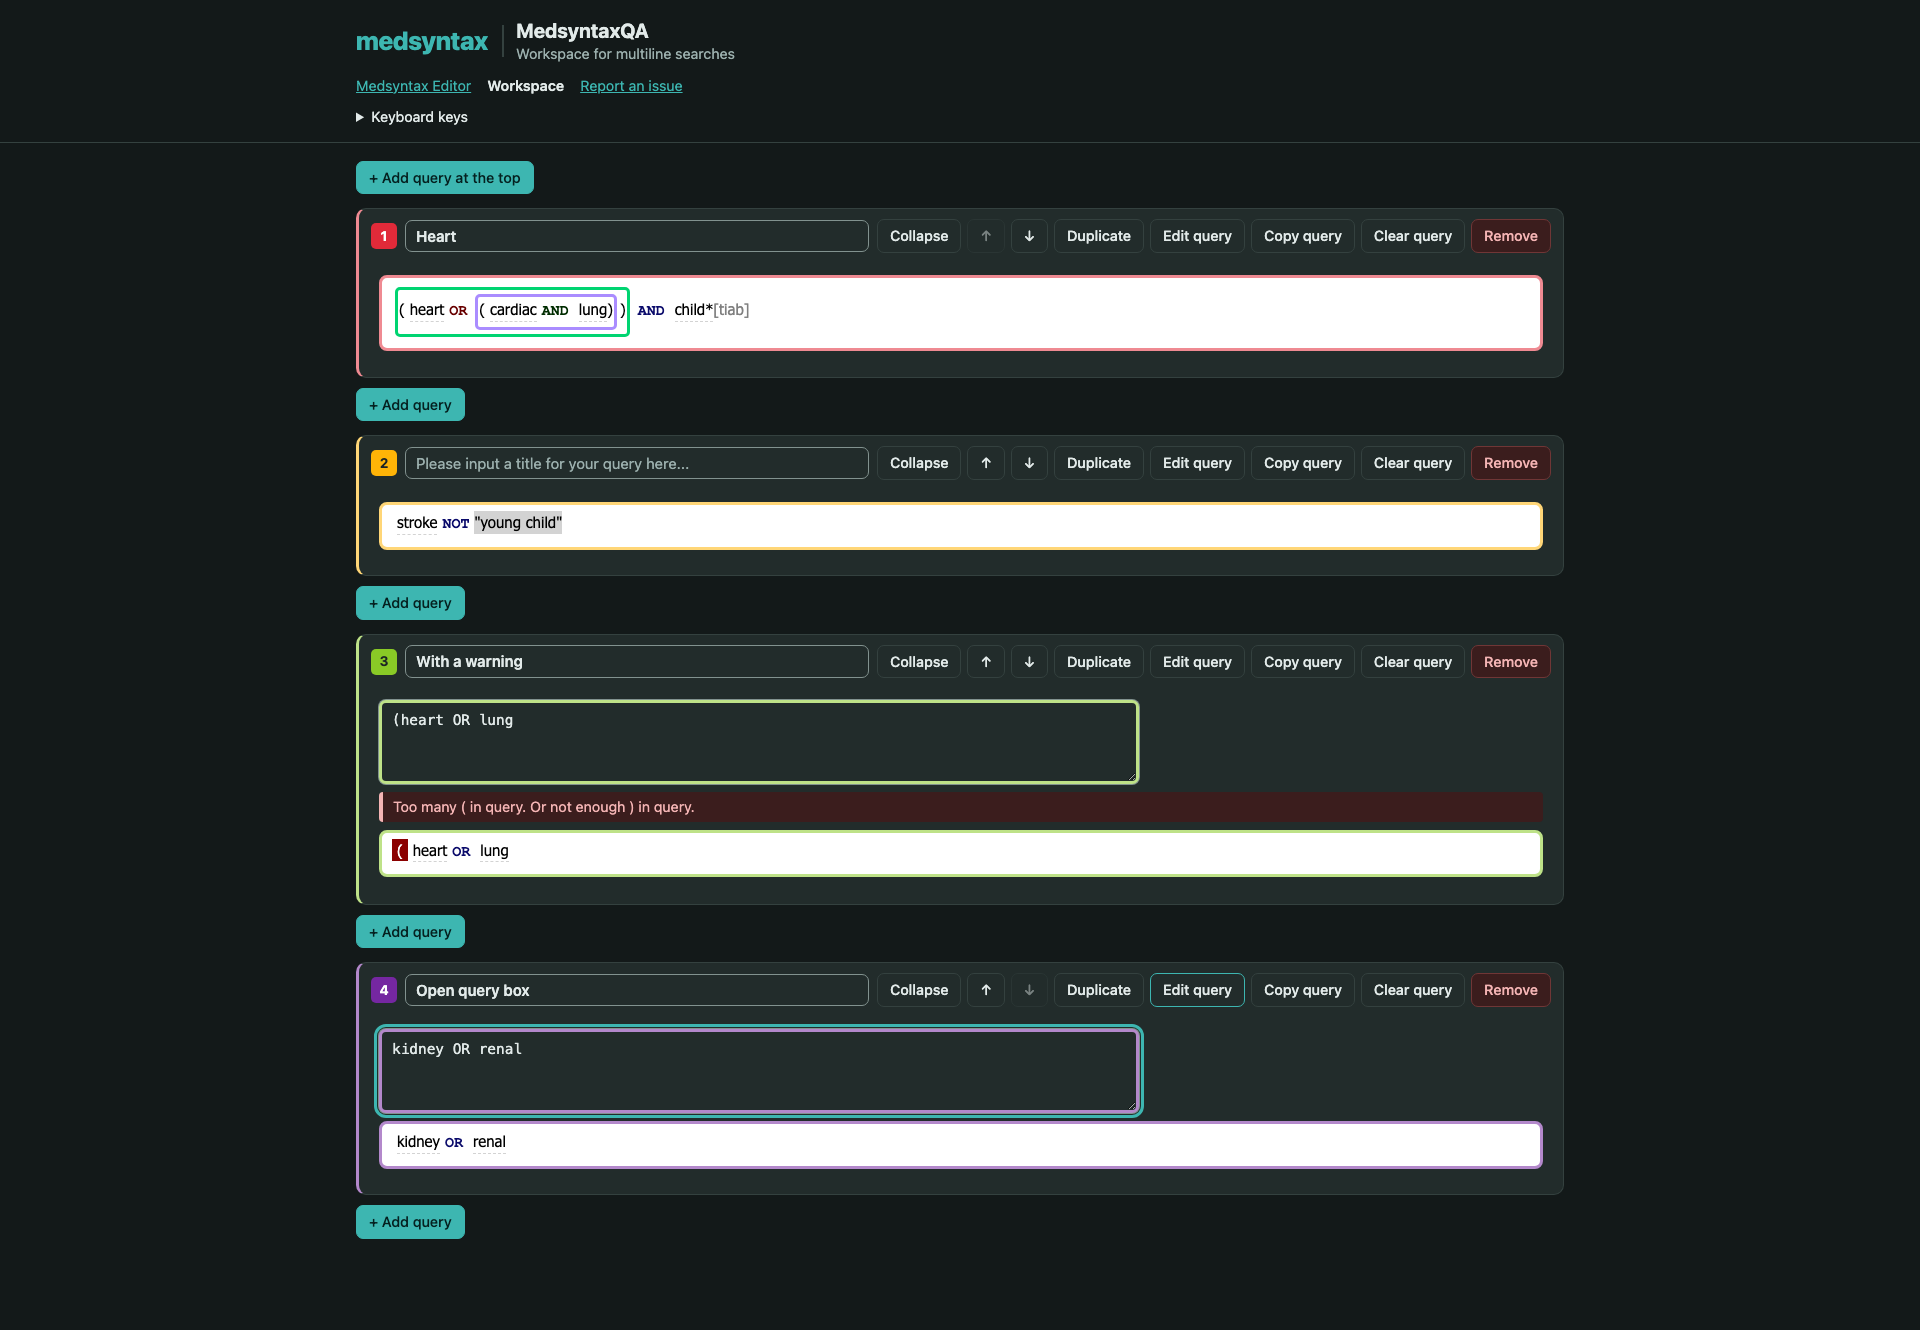 medsyntax
MedsyntaxQA
Workspace for multiline searches
Medsyntax Editor Workspace Report an issue
▶ Keyboard keys
+ Add query at the top
1 Heart Collapse ↑ ↓ Duplicate Edit query Copy query Clear query Remove
( heart OR ( cardiac AND lung) ) AND child*[tiab]
+ Add query
2 Please input a title for your query here... Collapse ↑ ↓ Duplicate Edit query Copy query Clear query Remove
stroke NOT "young child"
+ Add query
3 With a warning Collapse ↑ ↓ Duplicate Edit query Copy query Clear query Remove
(heart OR lung
Too many ( in query. Or not enough ) in query.
( heart OR lung
+ Add query
4 Open query box Collapse ↑ ↓ Duplicate Edit query Copy query Clear query Remove
kidney OR renal
kidney OR renal
+ Add query